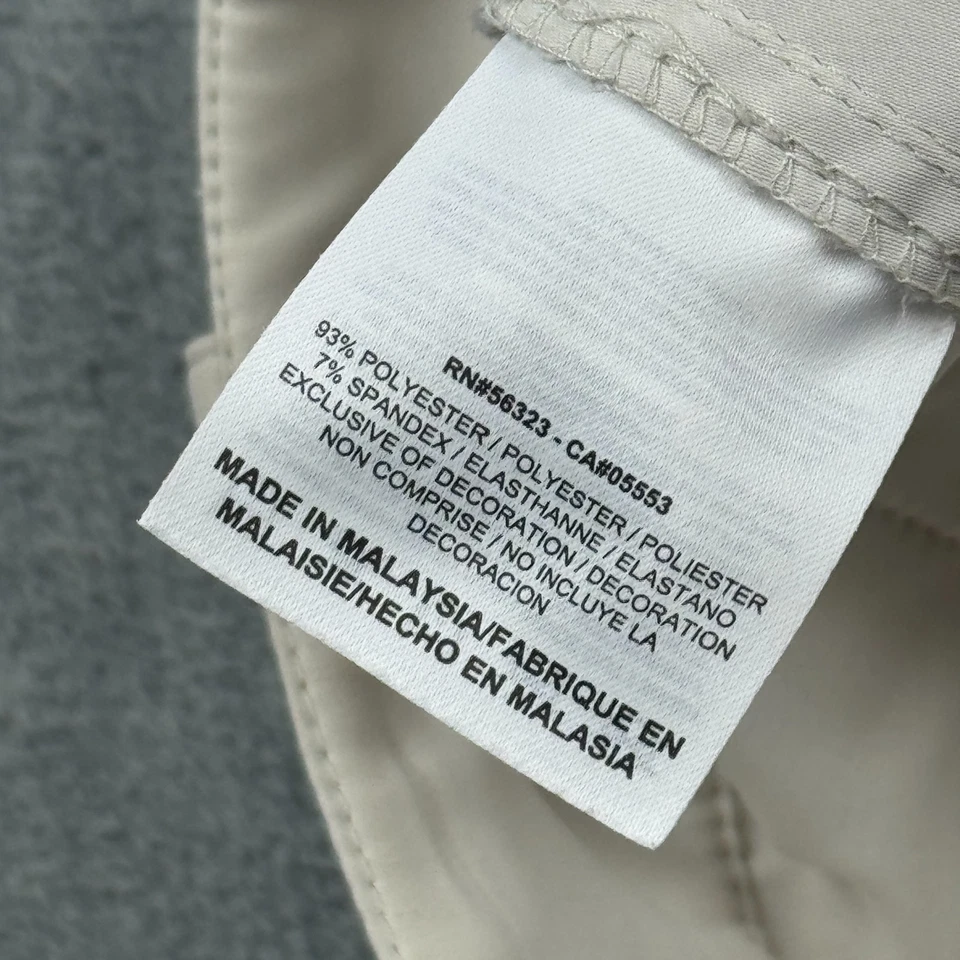 RN#56323 - CA#05553
93% POLYESTER / POLYESTER / POLIESTER
7% SPANDEX / ELASTHANNE / ELASTANO
EXCLUSIVE OF DECORATION / DECORATION
NON COMPRISE / NO INCLUYE LA
DECORACION
MADE IN MALAYSIA/FABRIQUE EN
MALAISIE/HECHO EN MALASIA